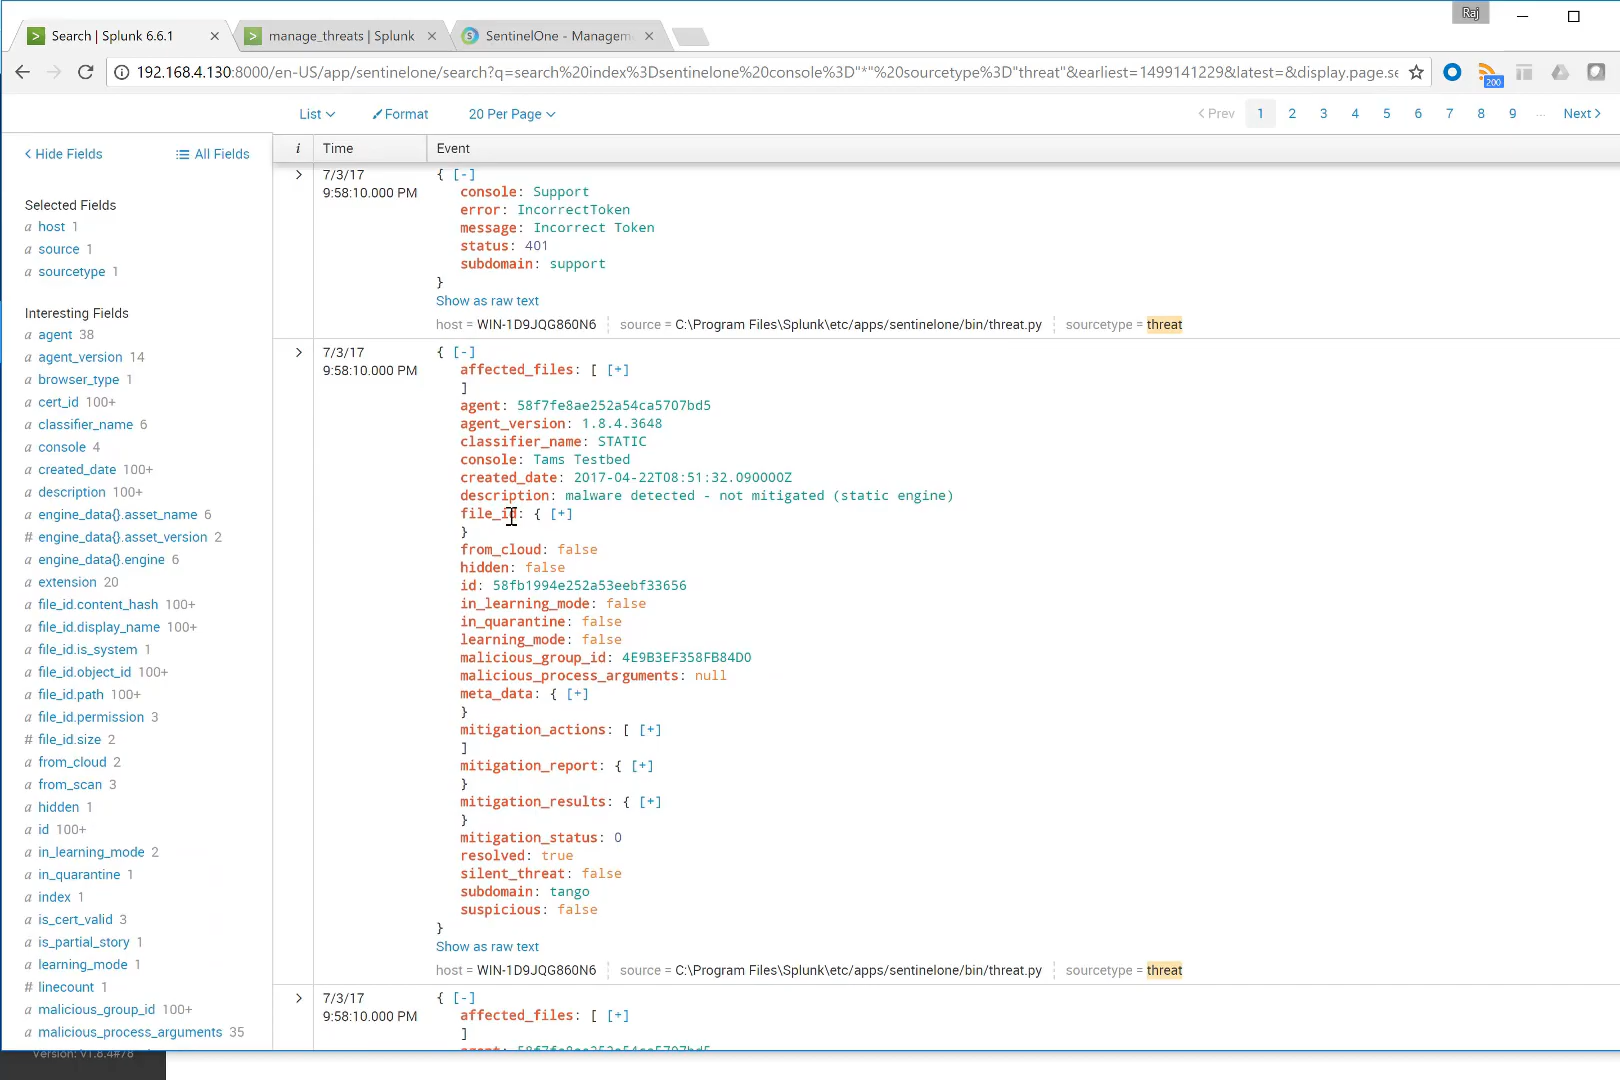 Raj
Search | Splunk 6.6.1
manage_threats | Splunk
SentinelOne - Managem
192.168.4.130:8000/en-US/app/sentinelone/search?q=search%20index%3Dsentinelone%20console%3D"*"%20sourcetype%3D"threat"&earliest=1499141229&latest=&display.page.se
200
List
Format
20 Per Page
< Prev 1 2 3 4 5 6 7 8 9 ... Next >
< Hide Fields
All Fields
i Time Event
Selected Fields
a host 1
a source 1
a sourcetype 1
Interesting Fields
a agent 38
a agent_version 14
a browser_type 1
a cert_id 100+
a classifier_name 6
a console 4
a created_date 100+
a description 100+
a engine_data{}.asset_name 6
# engine_data{}.asset_version 2
a engine_data{}.engine 6
a extension 20
a file_id.content_hash 100+
a file_id.display_name 100+
a file_id.is_system 1
a file_id.object_id 100+
a file_id.path 100+
a file_id.permission 3
# file_id.size 2
a from_cloud 2
a from_scan 3
a hidden 1
a id 100+
a in_learning_mode 2
a in_quarantine 1
a index 1
a is_cert_valid 3
a is_partial_story 1
a learning_mode 1
# linecount 1
a malicious_group_id 100+
a malicious_process_arguments 35
Version: v1.8.4#78
> 7/3/17
9:58:10.000 PM
{ [-]
console: Support
error: IncorrectToken
message: Incorrect Token
status: 401
subdomain: support
}
Show as raw text
host = WIN-1D9JQG860N6 source = C:\Program Files\Splunk\etc\apps\sentinelone/bin/threat.py sourcetype = threat
> 7/3/17
9:58:10.000 PM
{ [-]
affected_files: [ [+]
]
agent: 58f7fe8ae252a54ca5707bd5
agent_version: 1.8.4.3648
classifier_name: STATIC
console: Tams Testbed
created_date: 2017-04-22T08:51:32.090000Z
description: malware detected - not mitigated (static engine)
file_id: { [+]
}
from_cloud: false
hidden: false
id: 58fb1994e252a53eebf33656
in_learning_mode: false
in_quarantine: false
learning_mode: false
malicious_group_id: 4E9B3EF358FB84D0
malicious_process_arguments: null
meta_data: { [+]
}
mitigation_actions: [ [+]
]
mitigation_report: { [+]
}
mitigation_results: { [+]
}
mitigation_status: 0
resolved: true
silent_threat: false
subdomain: tango
suspicious: false
}
Show as raw text
host = WIN-1D9JQG860N6 source = C:\Program Files\Splunk\etc\apps\sentinelone/bin/threat.py sourcetype = threat
> 7/3/17
9:58:10.000 PM
{ [-]
affected_files: [ [+]
]
agent: 58f7fe8ae252a54ca5707bd5